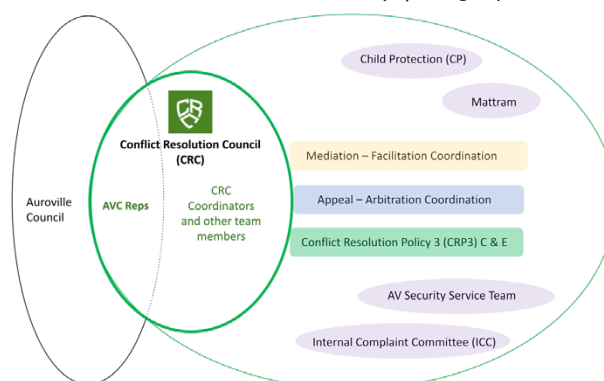 Child Protection (CP)
Mattram
Conflict Resolution Council
(CRC)
Mediation – Facilitation Coordination
Auroville
Council
AVC Reps
CRC
Coordinators
and other team
members
Appeal – Arbitration Coordination
Conflict Resolution Policy 3 (CRP3) C & E
AV Security Service Team
Internal Complaint Committee (ICC)